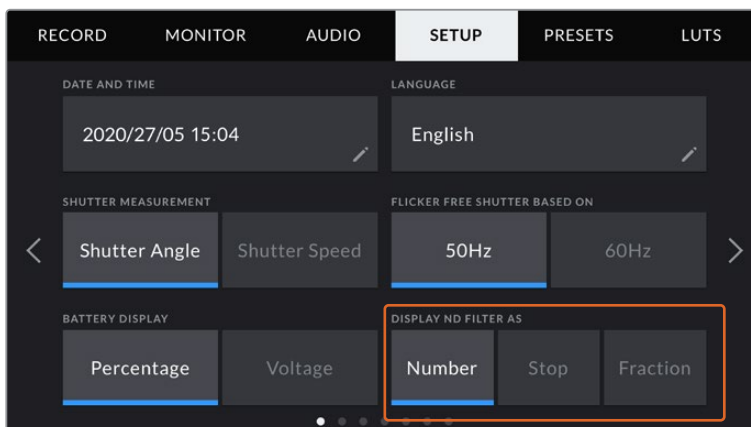 RECORD MONITOR AUDIO SETUP PRESETS LUTS
DATE AND TIME LANGUAGE
2020/27/05 15:04 English
SHUTTER MEASUREMENT FLICKER FREE SHUTTER BASED ON
Shutter Angle Shutter Speed 50Hz 60Hz
BATTERY DISPLAY DISPLAY ND FILTER AS
Percentage Voltage Number Stop Fraction